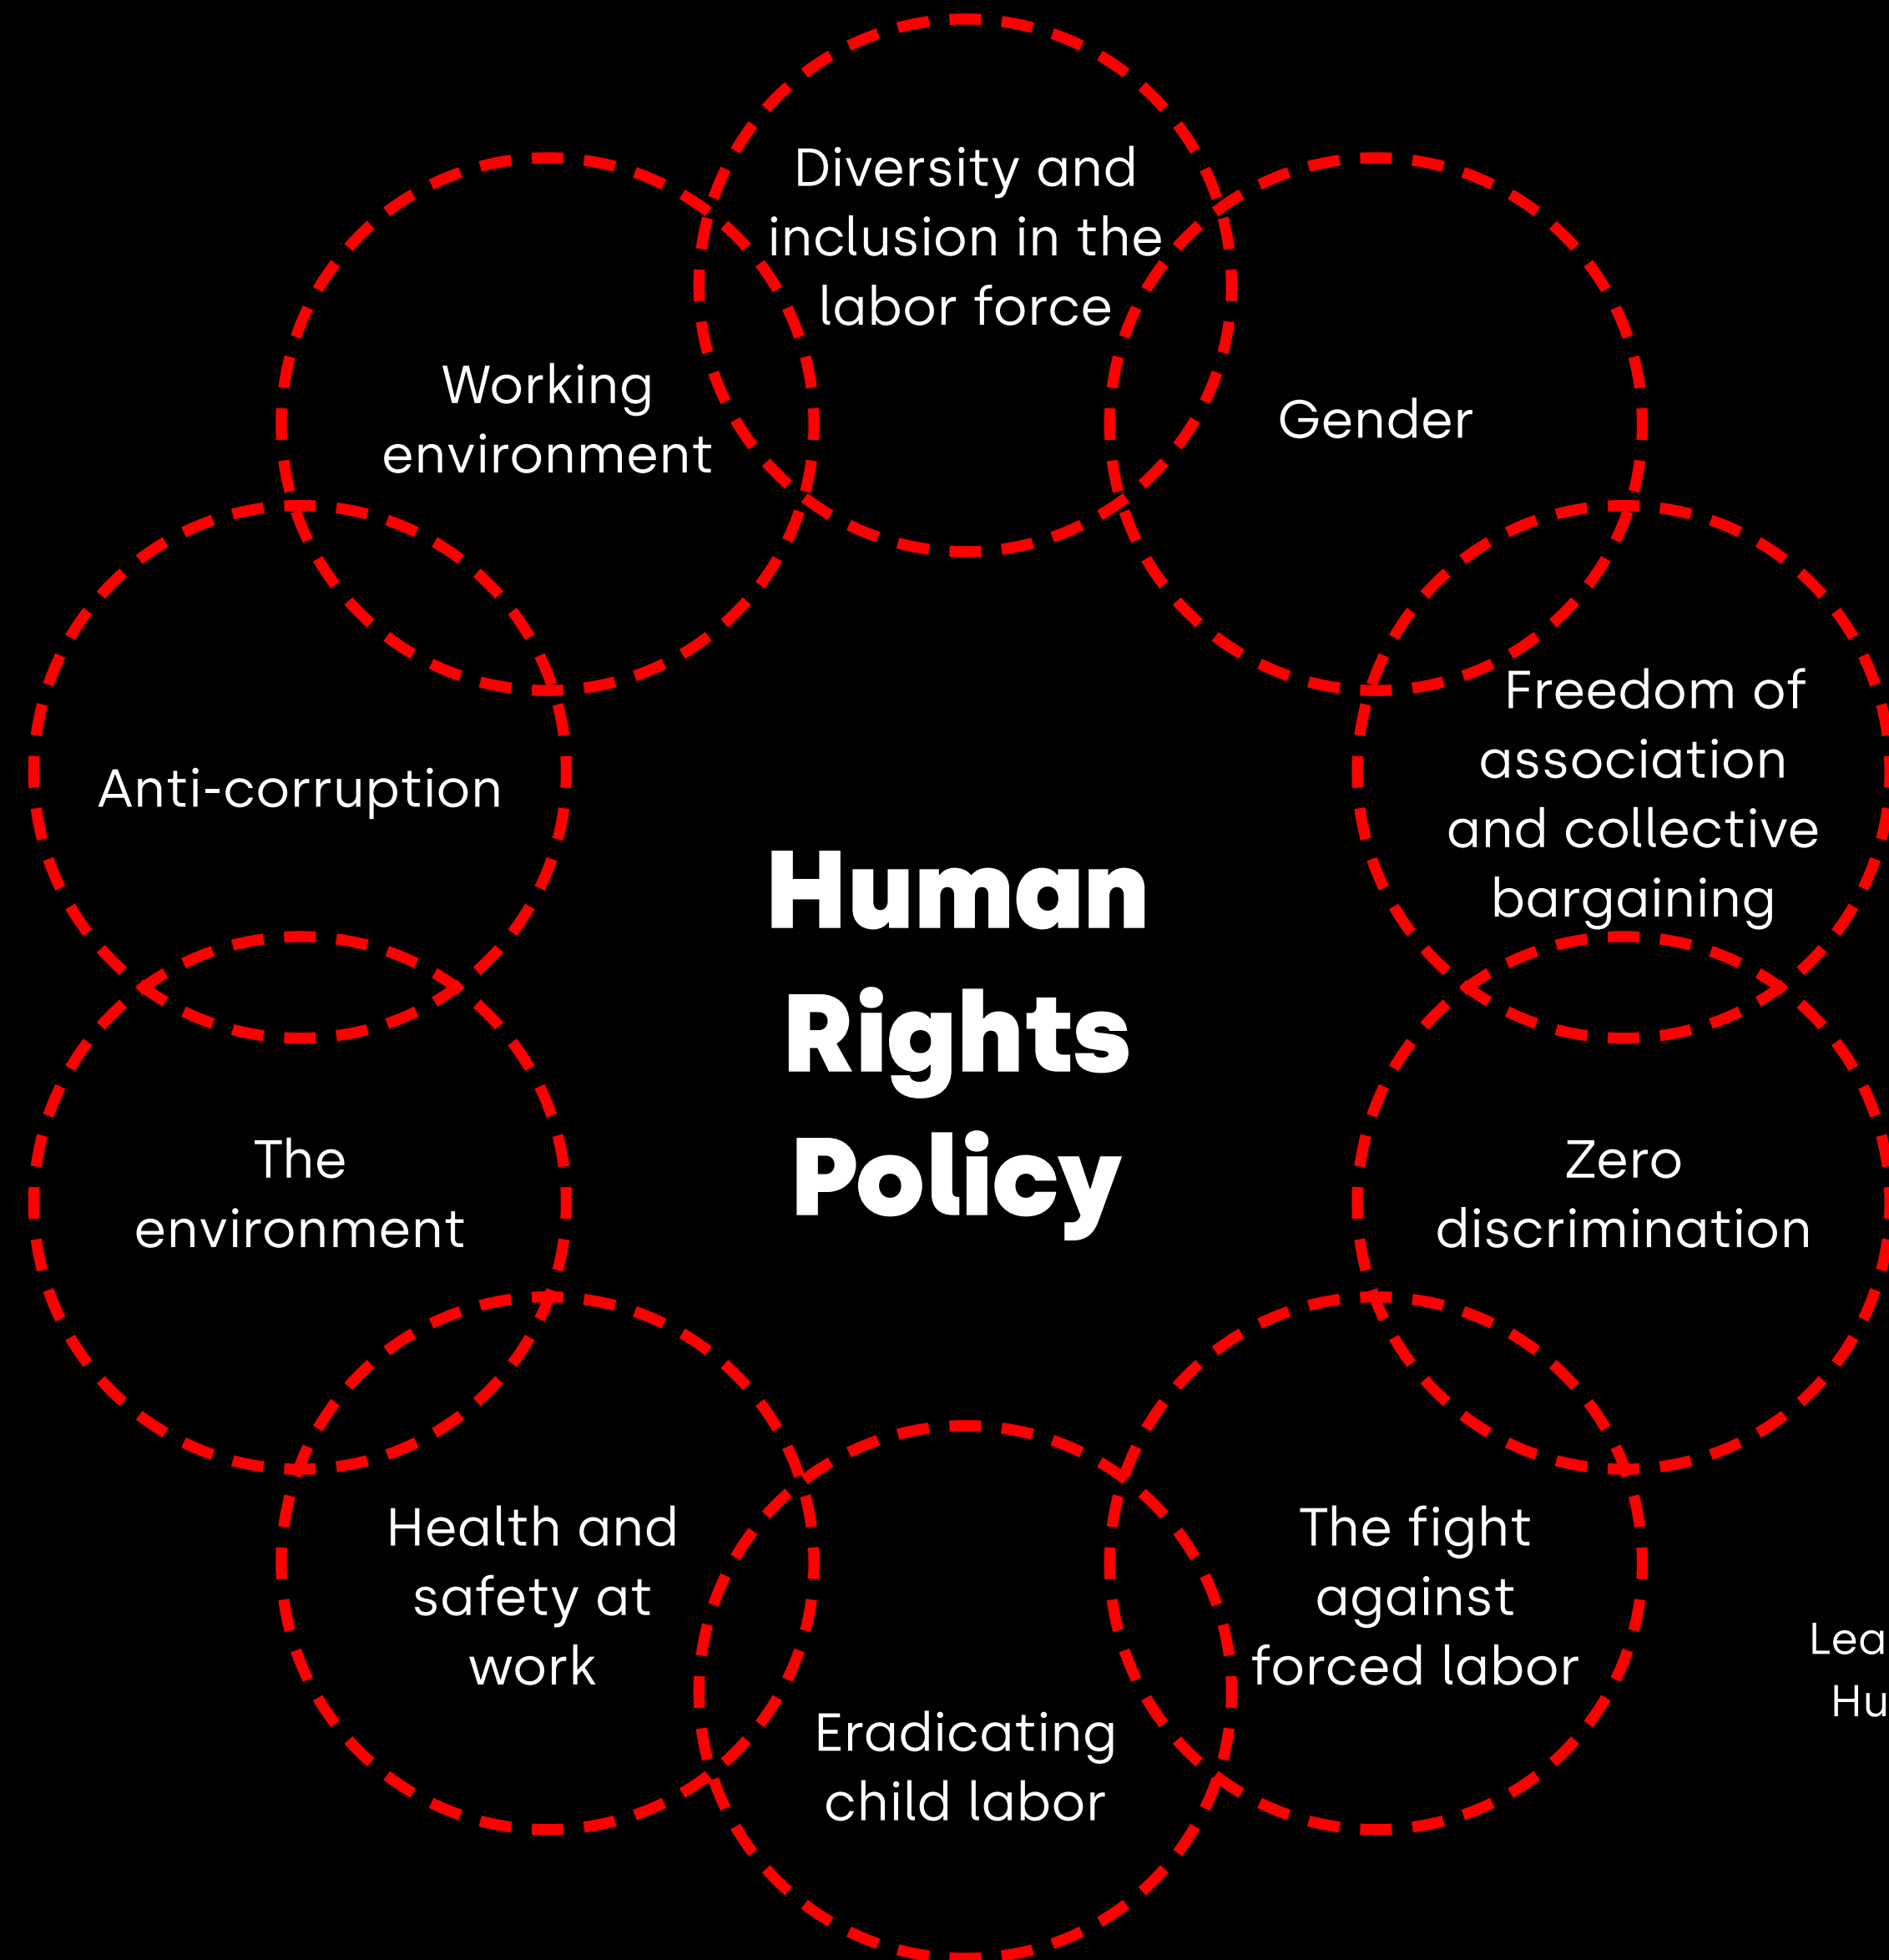 Diversity and
inclusion in the
labor force
Working
environment
Gender
Freedom of
association
and collective
bargaining
Anti-corruption
Human
Rights
Policy
The
environment
Zero
discrimination
Health and
safety at
work
The fight
against
forced labor
Eradicating
child labor